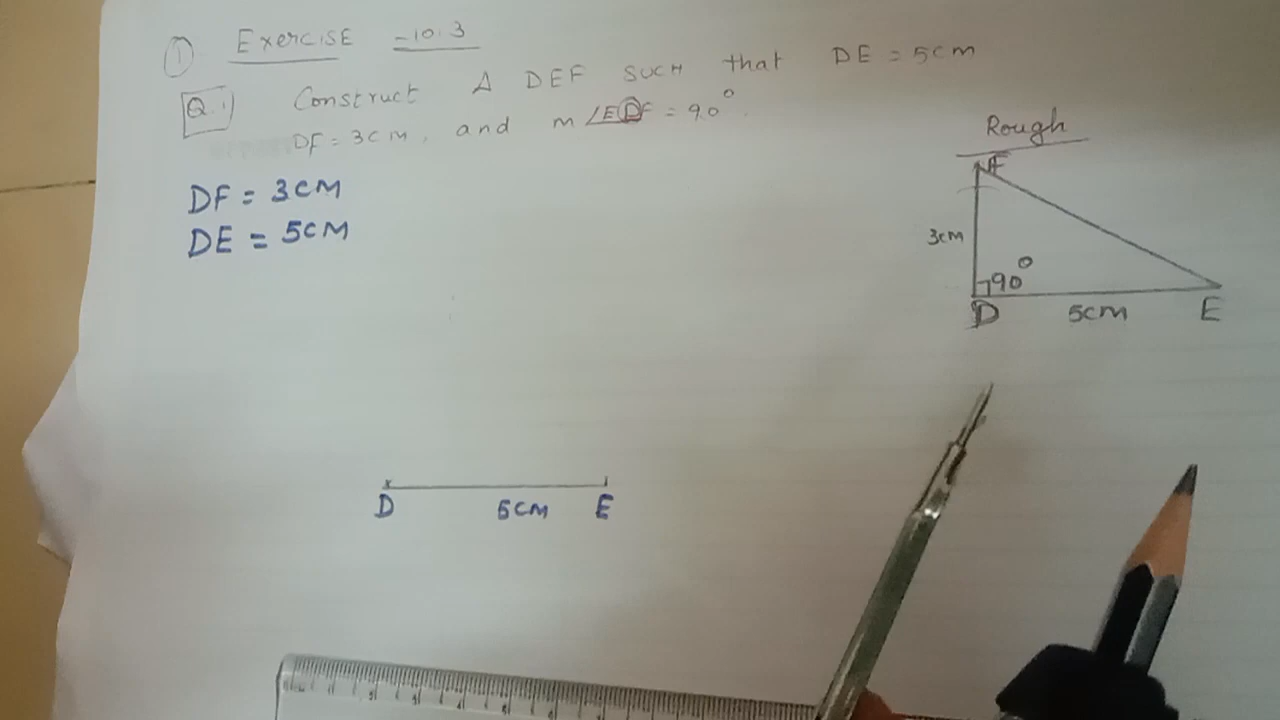 ① Exercise - 10.3
Q.1 Construct Δ DEF such that DE = 5cm
DF = 3cm, and m∠EDF = 90°.
DF = 3cm
DE = 5cm
Rough
F
3cm
90°
D 5cm E
D 5cm E